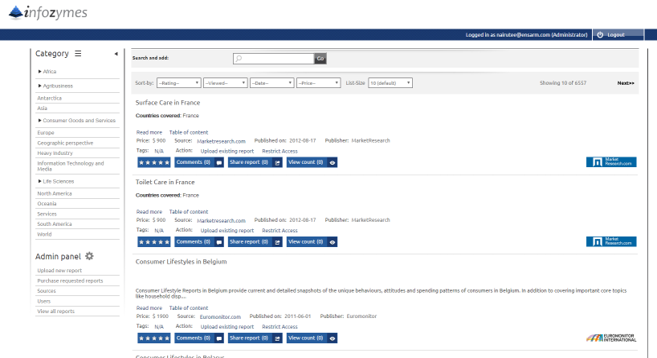 infozymes
Logged in as nairutee@ensarm.com (Administrator) Logout
Category
Search and add: Go
Africa
Agribusiness
Antarctica
Asia
Consumer Goods and Services
Europe
Geographic perspective
Heavy Industry
Information Technology and
Media
Life Sciences
North America
Oceania
Services
South America
World
Admin panel
Upload new report
Purchase requested reports
Sources
Users
View all reports
Sort by: --Rating-- --Viewed-- --Date-- --Price-- List Size 10 (default) Showing 10 of 6557 Next>>
Surface Care in France
Countries covered: France
Read more Table of content
Price: $ 900 Source: Marketresearch.com Published on: 2012-08-17 Publisher: MarketResearch
Tags: N/A Action: Upload existing report Restrict Access
Comments (0) Share report (0) View count (0)
Market
Research.com
Toilet Care in France
Countries covered: France
Read more Table of content
Price: $ 900 Source: Marketresearch.com Published on: 2012-08-17 Publisher: MarketResearch
Tags: N/A Action: Upload existing report Restrict Access
Comments (0) Share report (0) View count (0)
Market
Research.com
Consumer Lifestyles in Belgium
Consumer Lifestyle Reports in Belgium provide current and detailed snapshots of the unique behaviours, attitudes and spending patterns of consumers in Belgium. In addition to covering important core topics
like household disp...
Read more Table of content
Price: $ 1900 Source: Euromonitor.com Published on: 2011-06-01 Publisher: Euromonitor
Tags: N/A Action: Upload existing report Restrict Access
Comments (0) Share report (0) View count (0)
EUROMONITOR
INTERNATIONAL
Consumer Lifestyles in Belarus